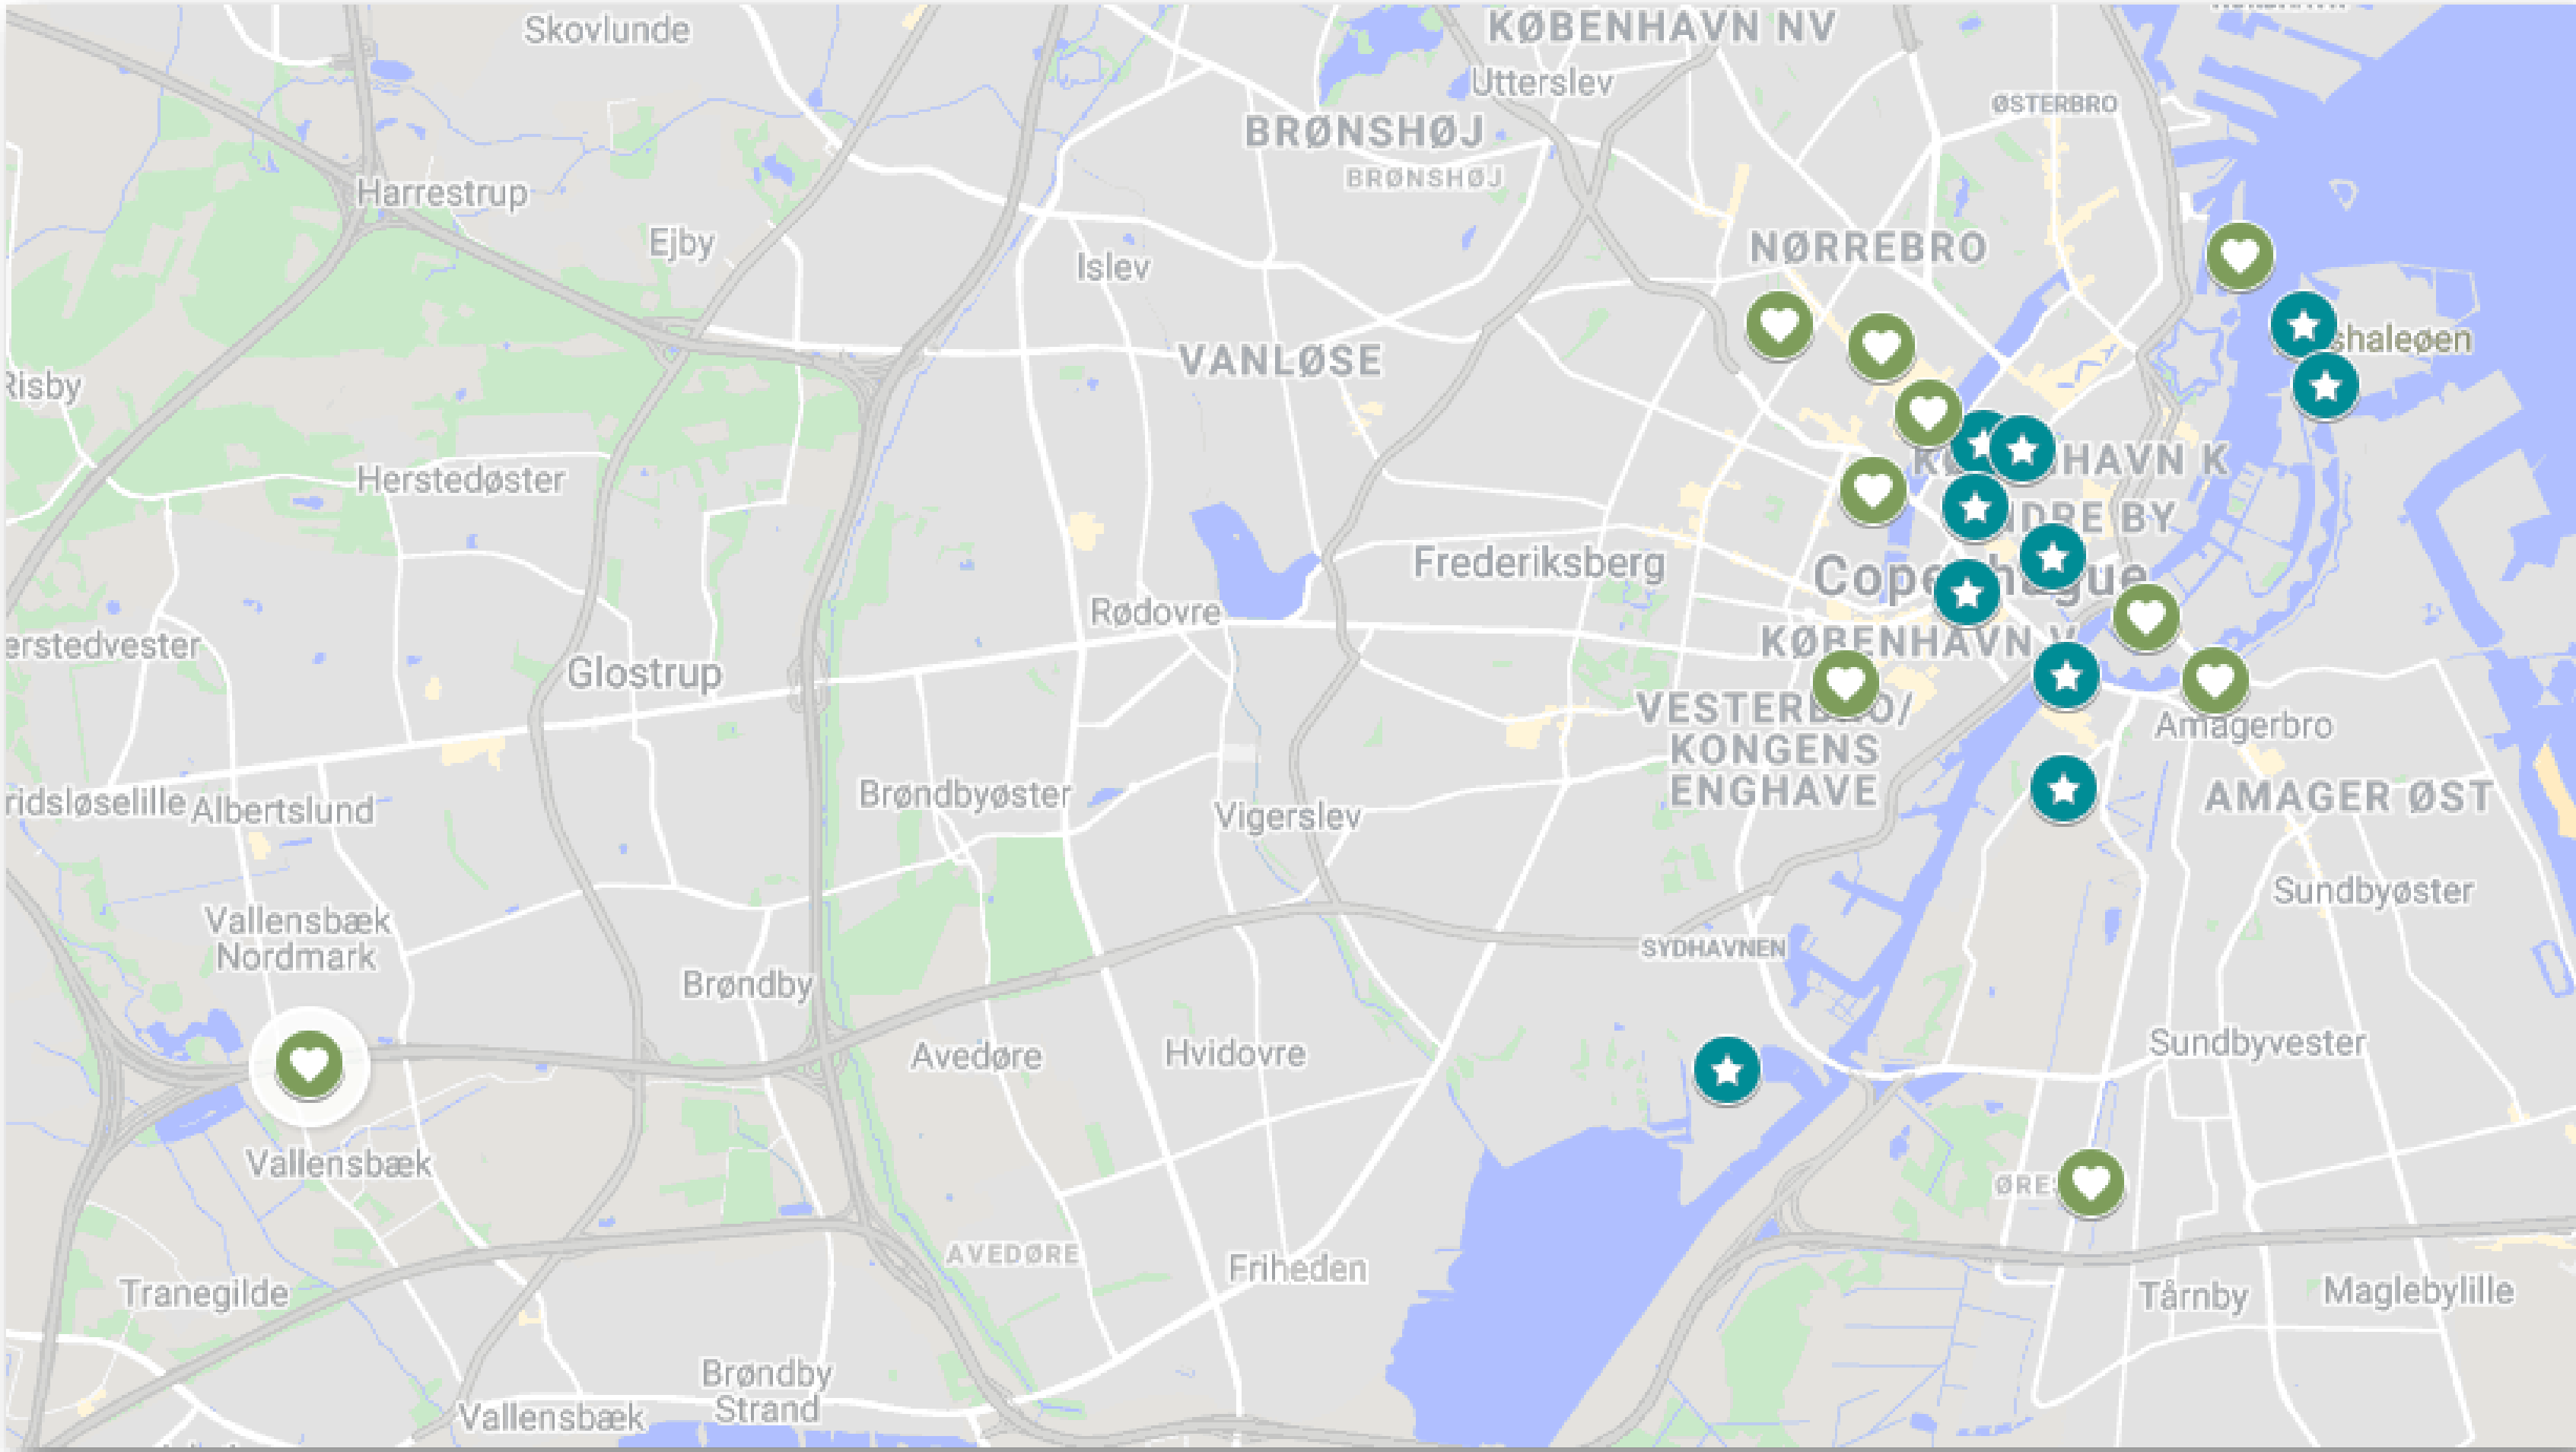 Skovlunde
KØBENHAVN NV
Utterslev
ØSTERBRO
BRØNSHØJ
BRØNSHØJ
Harrestrup
Ejby
NØRREBRO
Islev
shaleøen
VANLØSE
Risby
HAVN K
Herstedøster
NDRE BY
Frederiksberg
Rødovre
erstedvester
KØBENHAVN V
Glostrup
Amagerbro
KONGENS
ENGHAVE
Brøndbyøster
AMAGER ØST
ridsløselille
Albertslund
Vigerslev
Sundbyøster
Vallensbæk
Nordmark
SYDHAVNEN
Brøndby
Sundbyvester
Avedøre
Hvidovre
Vallensbæk
ØRE
AVEDØRE
Friheden
Tranegilde
Tårnby
Maglebylille
Brøndby
Strand
Vallensbæk